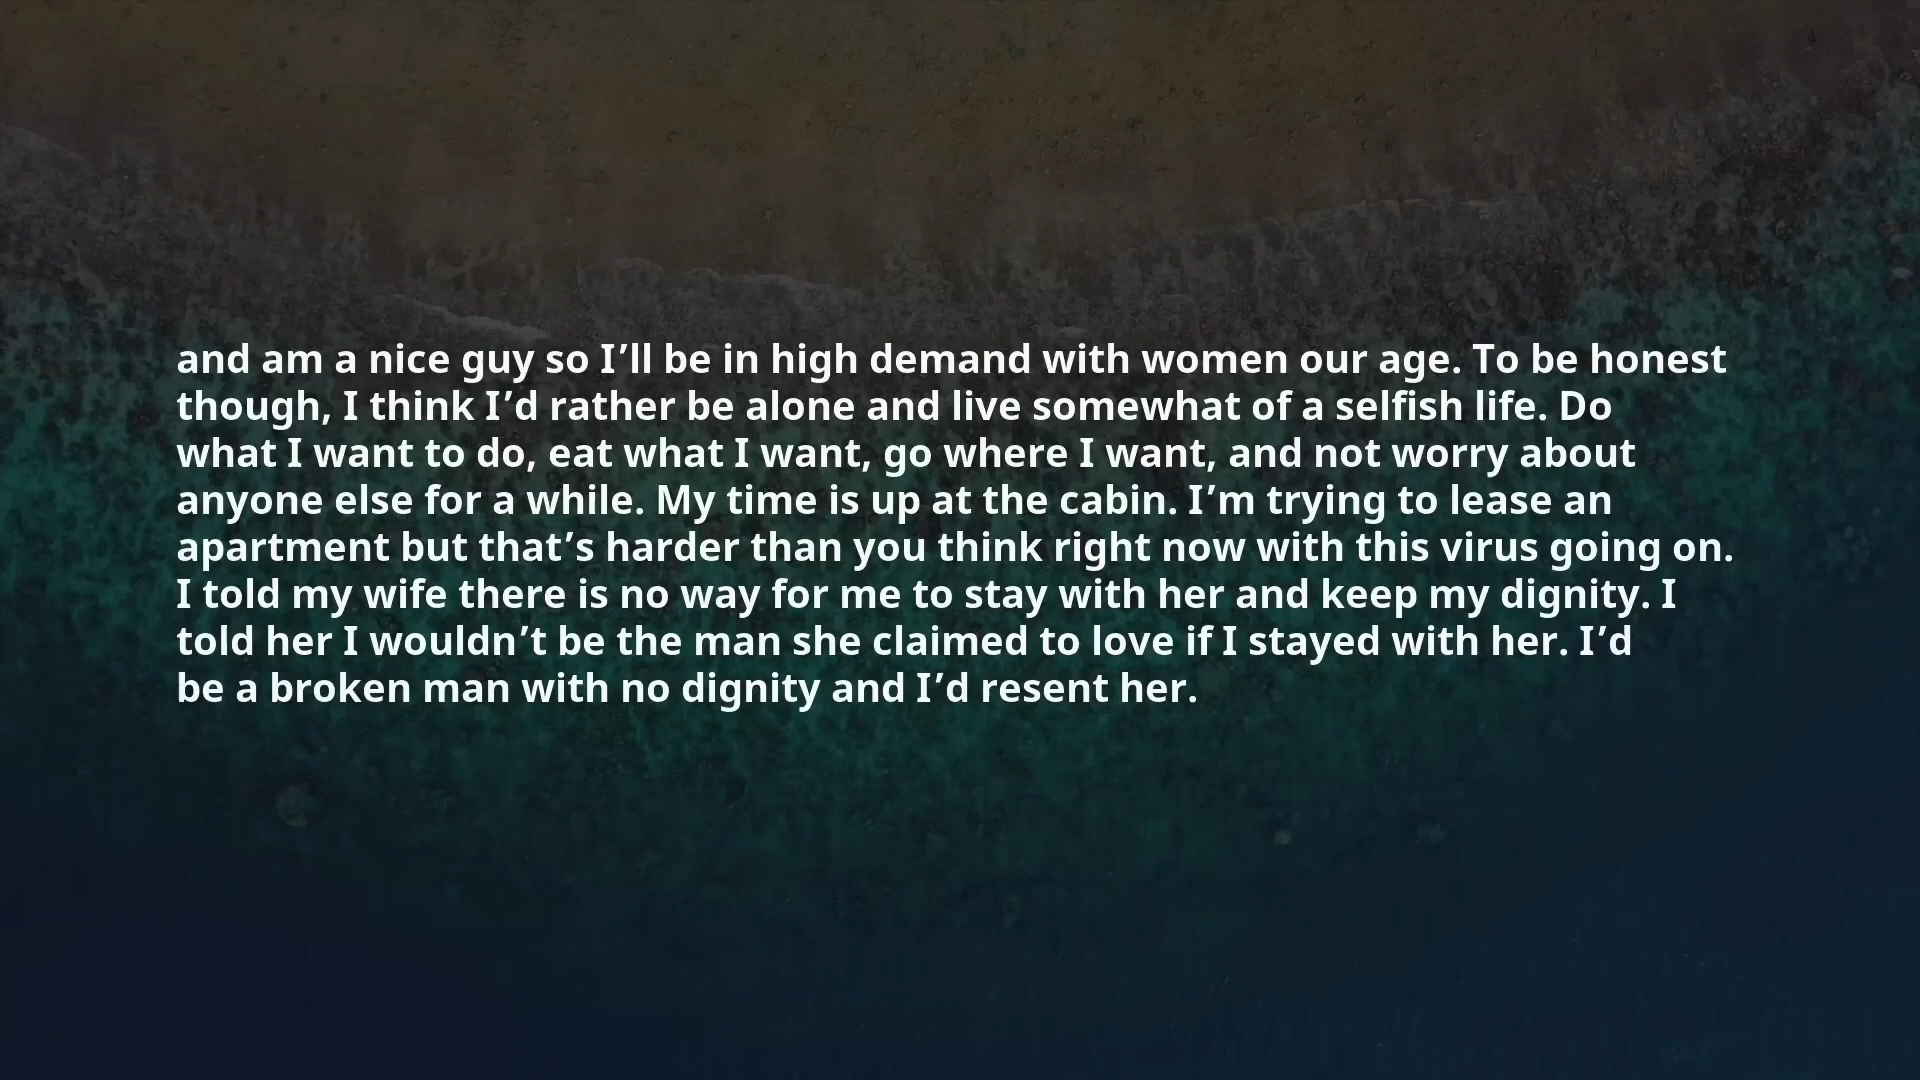 and am a nice guy so I’ll be in high demand with women our age. To be honest
though, I think I’d rather be alone and live somewhat of a selfish life. Do
what I want to do, eat what I want, go where I want, and not worry about
anyone else for a while. My time is up at the cabin. I’m trying to lease an
apartment but that’s harder than you think right now with this virus going on.
I told my wife there is no way for me to stay with her and keep my dignity. I
told her I wouldn’t be the man she claimed to love if I stayed with her. I’d
be a broken man with no dignity and I’d resent her.